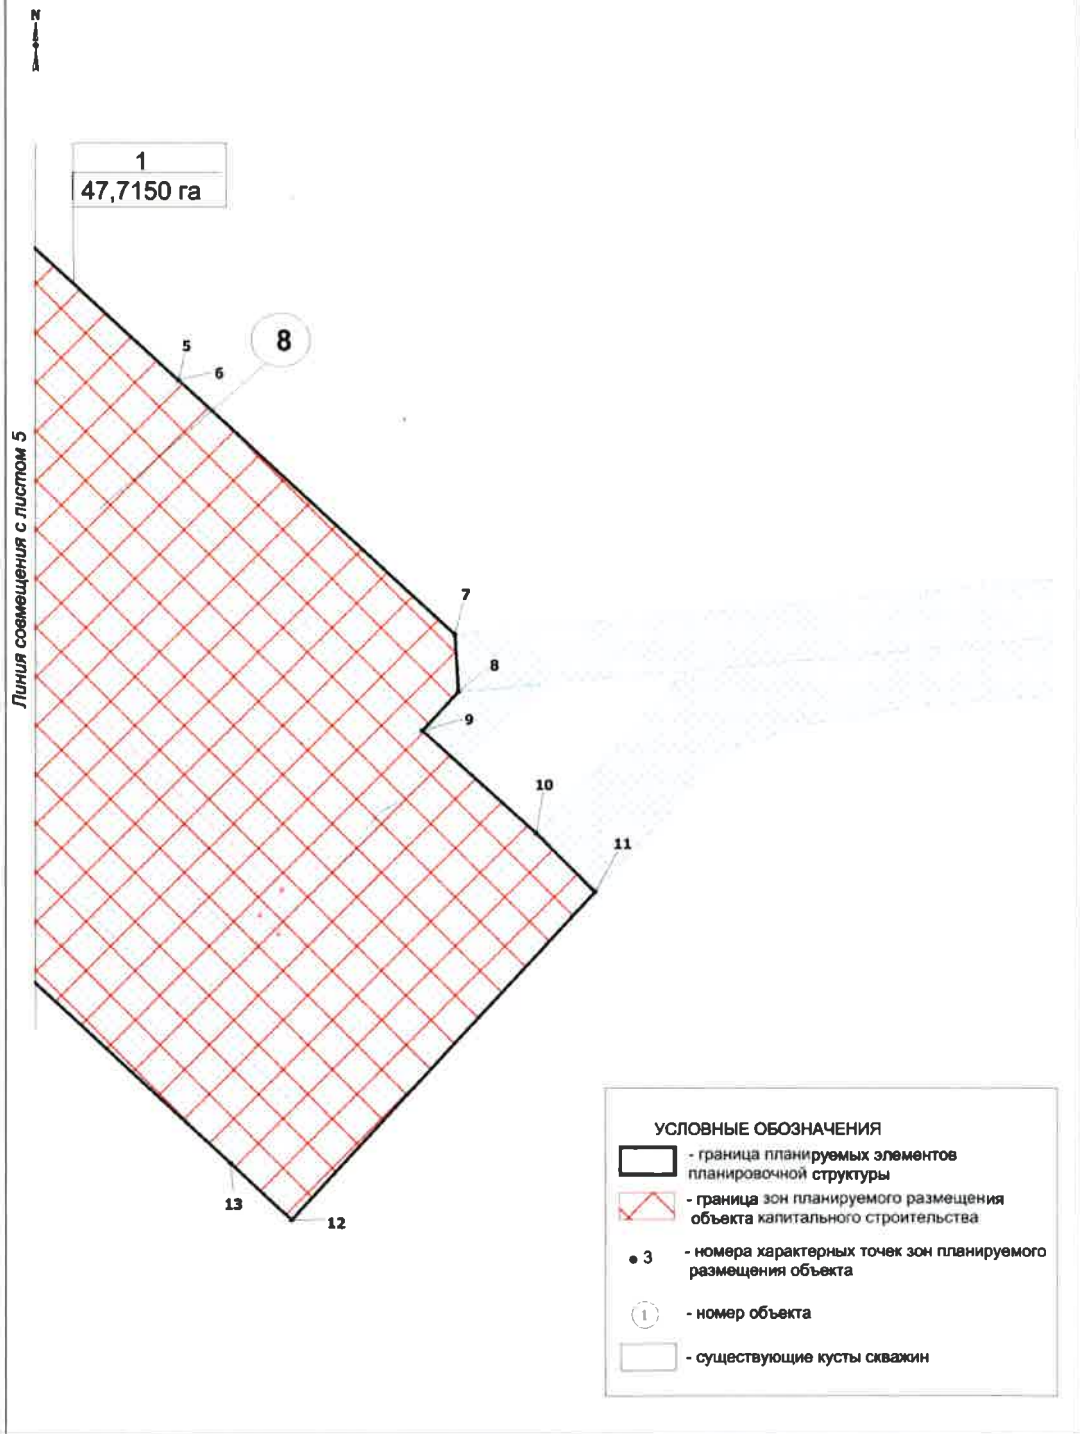 N
1
47,7150 га
8
5
6
Линия совмещения с листом 5
7
8
9
10
11
13
12
УСЛОВНЫЕ ОБОЗНАЧЕНИЯ
- граница планируемых элементов
планировочной структуры
- граница зон планируемого размещения
объекта капитального строительства
3
- номера характерных точек зон планируемого
размещения объекта
1
- номер объекта
- существующие кусты скважин